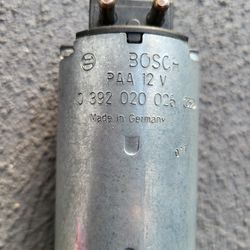 BOSCH
PAA 12 V
0 392 020 026
Made in Germany